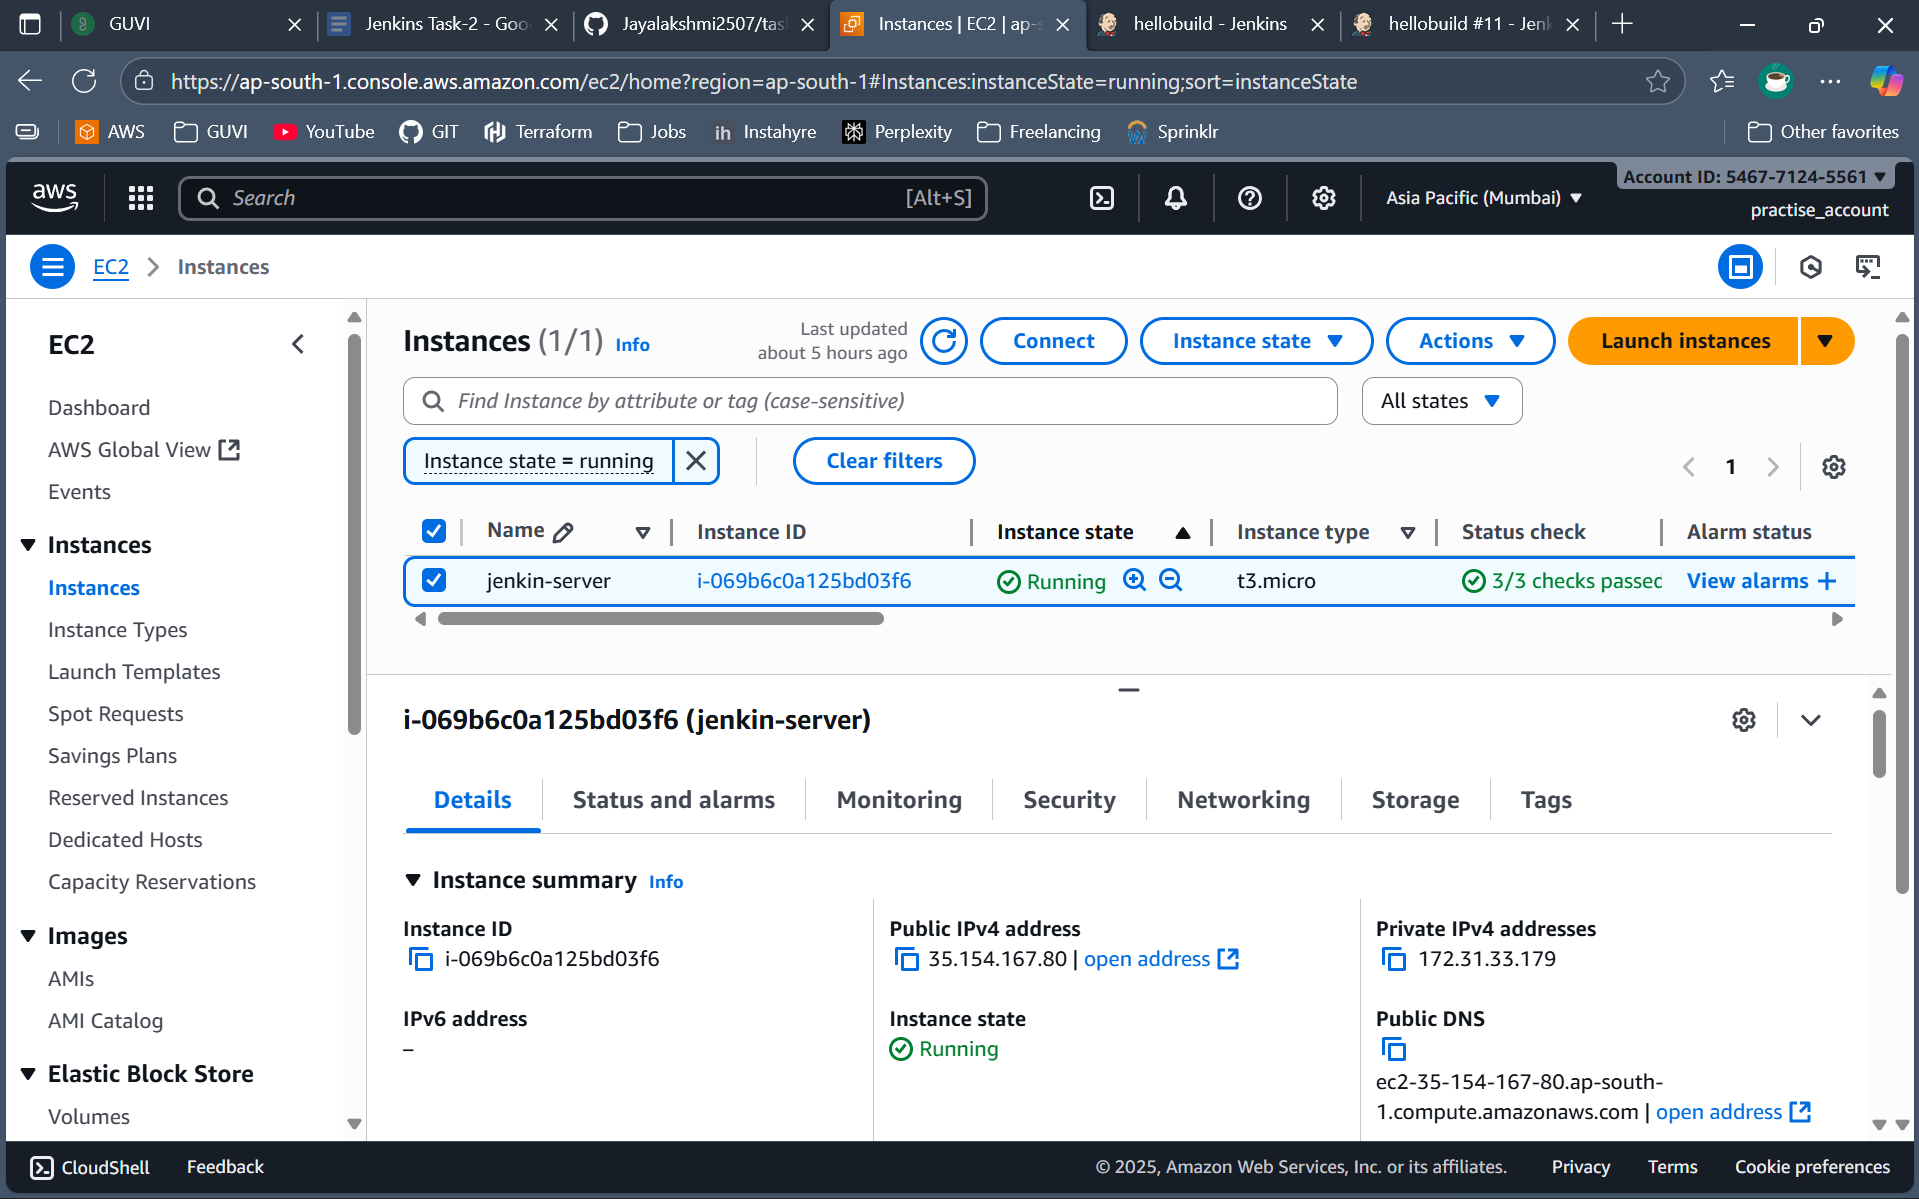 GUVI
Jenkins Task-2 - Goo
Jayalakshmi2507/tas
Instances | EC2 | ap-s
hellobuild - Jenkins
hellobuild #11 - Jenk
https://ap-south-1.console.aws.amazon.com/ec2/home?region=ap-south-1#Instances:instanceState=running;sort=instanceState
AWS
GUVI
YouTube
GIT
Terraform
Jobs
ih Instahyre
Perplexity
Freelancing
Sprinklr
Other favorites
aws
Search
[Alt+S]
Asia Pacific (Mumbai)
Account ID: 5467-7124-5561
practise_account
EC2
Instances
EC2
Dashboard
AWS Global View
Events
Instances
Instances
Instance Types
Launch Templates
Spot Requests
Savings Plans
Reserved Instances
Dedicated Hosts
Capacity Reservations
Images
AMIs
AMI Catalog
Elastic Block Store
Volumes
Instances (1/1) Info
Last updated
about 5 hours ago
Connect
Instance state
Actions
Launch instances
Find Instance by attribute or tag (case-sensitive)
All states
Instance state = running
Clear filters
1
Name
Instance ID
Instance state
Instance type
Status check
Alarm status
jenkin-server
i-069b6c0a125bd03f6
Running
t3.micro
3/3 checks passed
View alarms +
i-069b6c0a125bd03f6 (jenkin-server)
Details
Status and alarms
Monitoring
Security
Networking
Storage
Tags
Instance summary Info
Instance ID
i-069b6c0a125bd03f6
Public IPv4 address
35.154.167.80 | open address
Private IPv4 addresses
172.31.33.179
IPv6 address
–
Instance state
Running
Public DNS
ec2-35-154-167-80.ap-south-
1.compute.amazonaws.com | open address
CloudShell
Feedback
© 2025, Amazon Web Services, Inc. or its affiliates.
Privacy
Terms
Cookie preferences